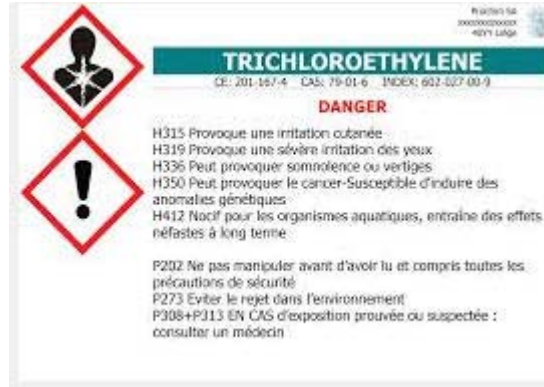 TRICHLOROETHYLENE
CE: 201-167-4 CAS: 79-01-6 INDEX: 602-027-00-9
DANGER
H315 Provoque une irritation cutanée
H319 Provoque une sévère irritation des yeux
H336 Peut provoquer somnolence ou vertiges
H350 Peut provoquer le cancer-Susceptible d'induire des
anomalies génétiques
H412 Nocif pour les organismes aquatiques, entraîne des effets
néfastes à long terme
P202 Ne pas manipuler avant d'avoir lu et compris toutes les
précautions de sécurité
P273 Eviter le rejet dans l'environnement
P308+P313 EN CAS d'exposition prouvée ou suspectée :
consulter un médecin